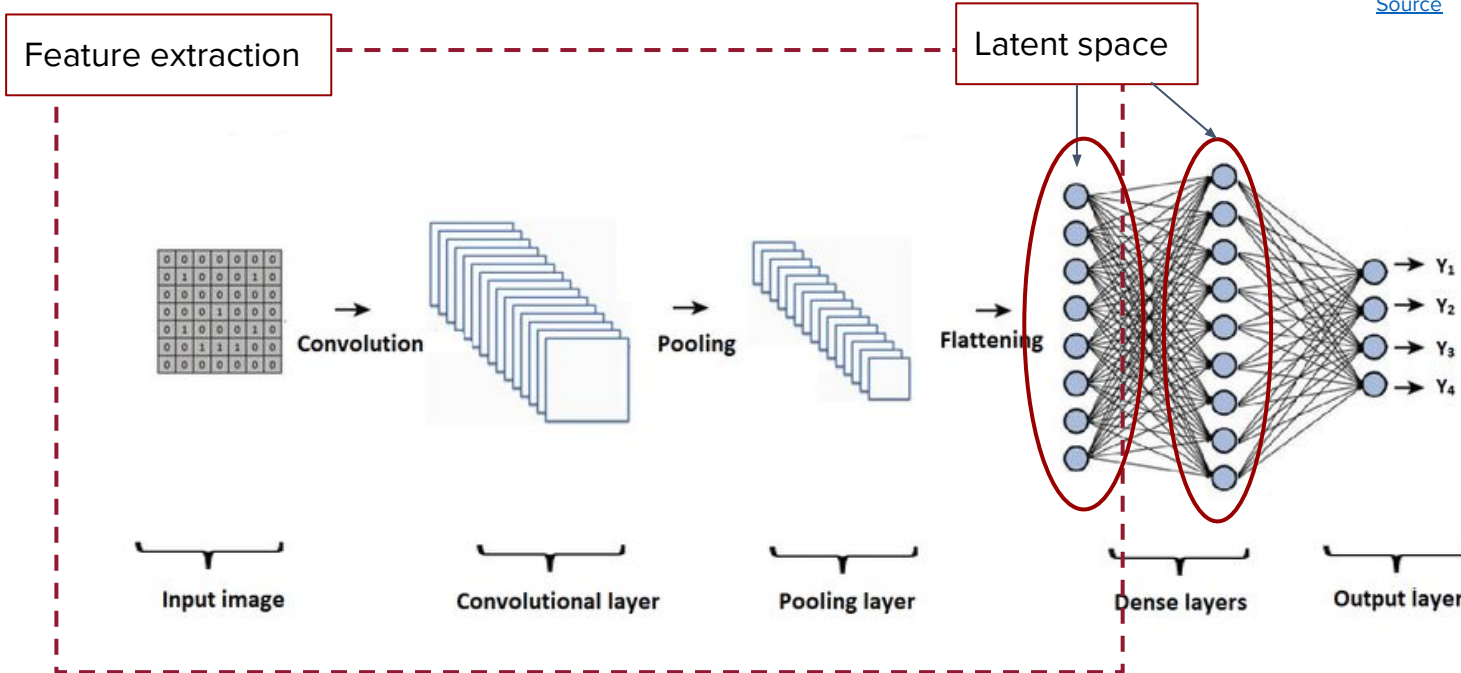 Source
Feature extraction
Latent space
0 0 0 0 0 0 0
0 1 0 0 0 1 0
0 0 0 0 0 0 0
0 0 0 1 0 0 0
0 1 0 0 0 1 0
0 0 1 1 1 0 0
0 0 0 0 0 0 0
Convolution
Pooling
Flattening
Y₁
Y₂
Y₃
Y₄
Input image
Convolutional layer
Pooling layer
Dense layers
Output layer